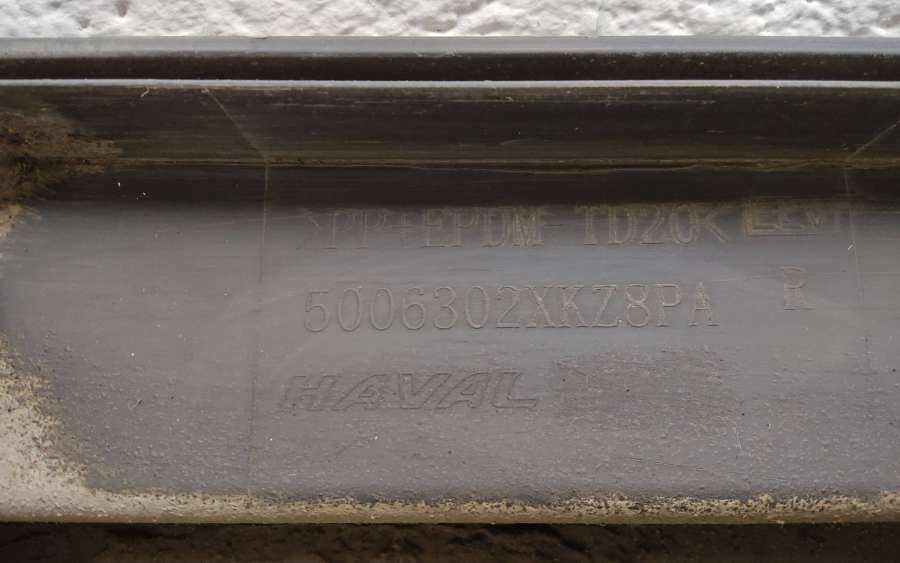 >PP+EPDM-TD20<
5006302XKZ8PA R
HAVAL